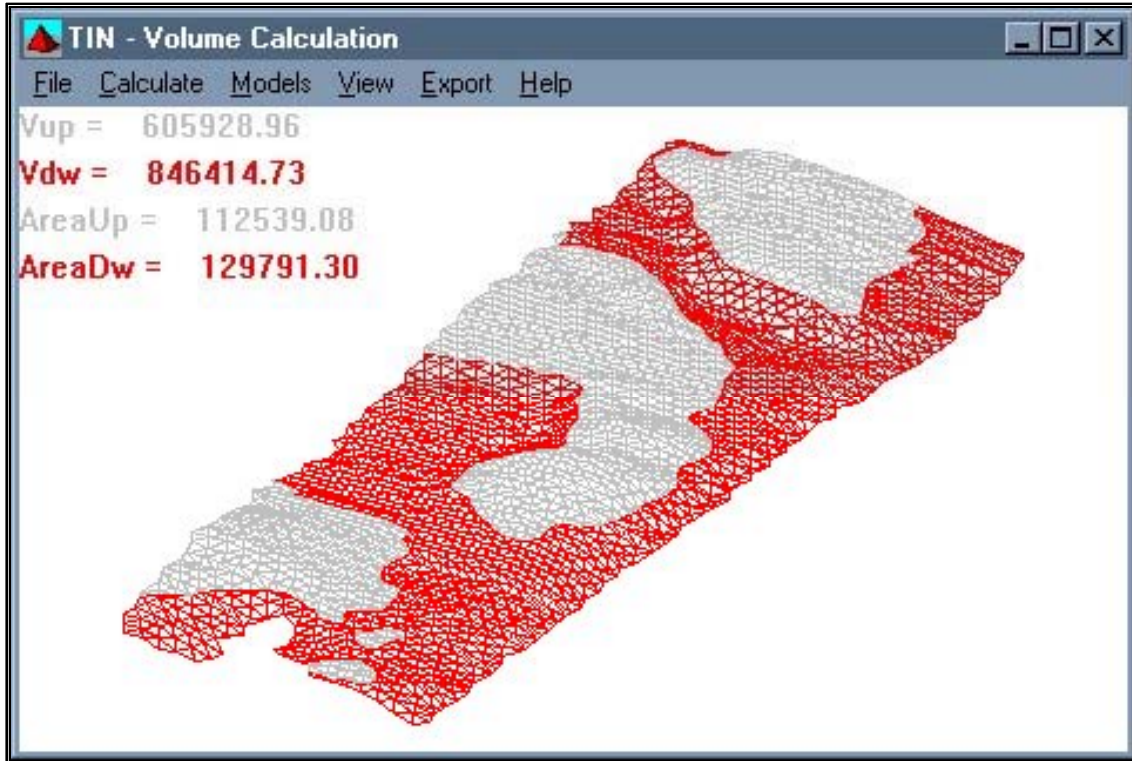 TIN - Volume Calculation
File Calculate Models View Export Help
Vup = 605928.96
Vdw = 846414.73
AreaUp = 112539.08
AreaDw = 129791.30